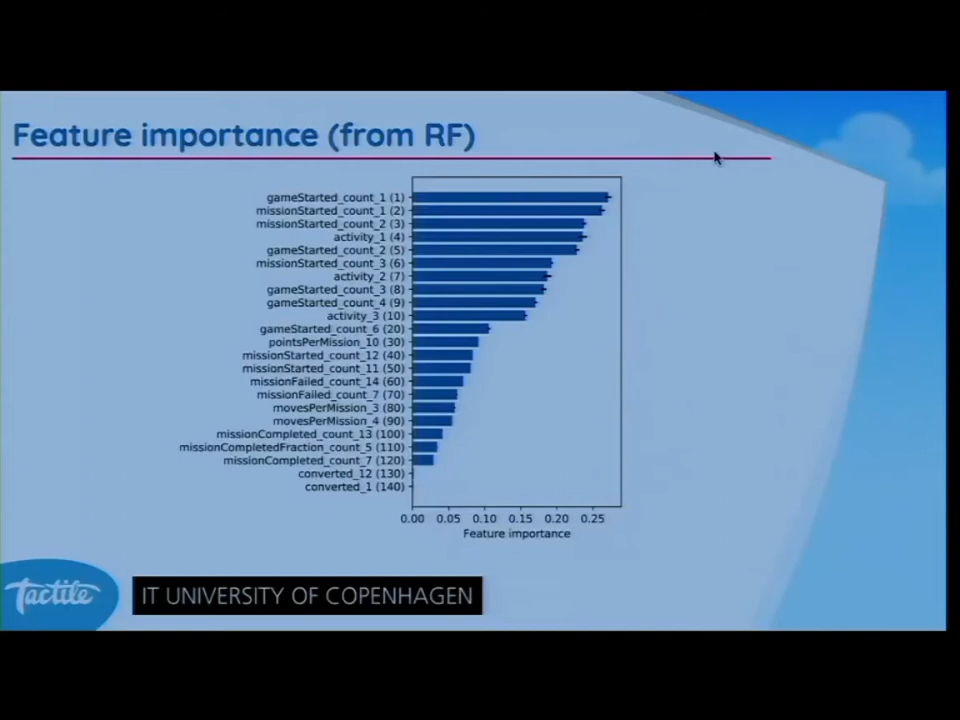 Feature importance (from RF)
gameStarted_count_1 (1)
missionStarted_count_1 (2)
missionStarted_count_2 (3)
activity_1 (4)
gameStarted_count_2 (5)
missionStarted_count_3 (6)
activity_2 (7)
gameStarted_count_3 (8)
gameStarted_count_4 (9)
activity_3 (10)
gameStarted_count_6 (20)
pointsPerMission_10 (30)
missionStarted_count_12 (40)
missionStarted_count_11 (50)
missionFailed_count_14 (60)
missionFailed_count_7 (70)
movesPerMission_3 (80)
movesPerMission_4 (90)
missionCompleted_count_13 (100)
missionCompletedFraction_count_5 (110)
missionCompleted_count_7 (120)
converted_12 (130)
converted_1 (140)
0.00 0.05 0.10 0.15 0.20 0.25
Feature importance
Tactile
IT UNIVERSITY OF COPENHAGEN